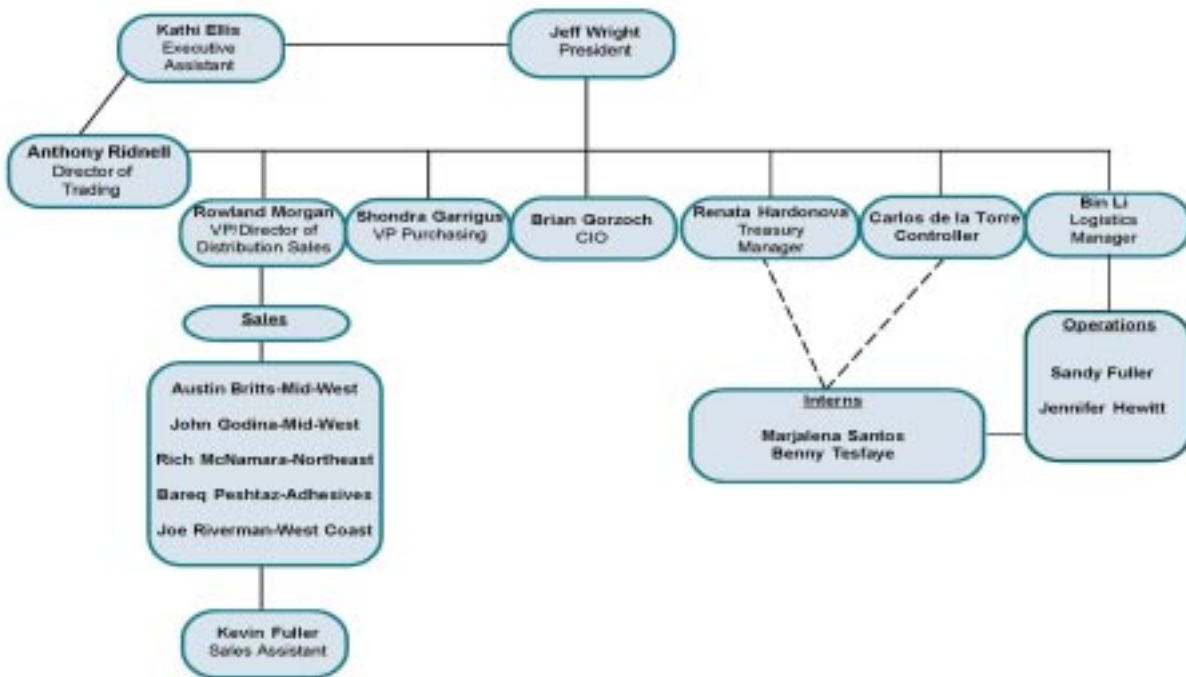 Kathi Ellis
Executive
Assistant
Jeff Wright
President
Anthony Ridnell
Director of
Trading
Rowland Morgan
VP/Director of
Distribution Sales
Shondra Garrigus
VP Purchasing
Brian Gorzoch
CIO
Renata Hardonova
Treasury
Manager
Carlos de la Torre
Controller
Bin Li
Logistics
Manager
Sales
Austin Britts-Mid-West
John Godina-Mid-West
Rich McNamara-Northeast
Bareq Peshtaz-Adhesives
Joe Riverman-West Coast
Kevin Fuller
Sales Assistant
Interns
Marjalena Santos
Benny Tesfaye
Operations
Sandy Fuller
Jennifer Hewitt